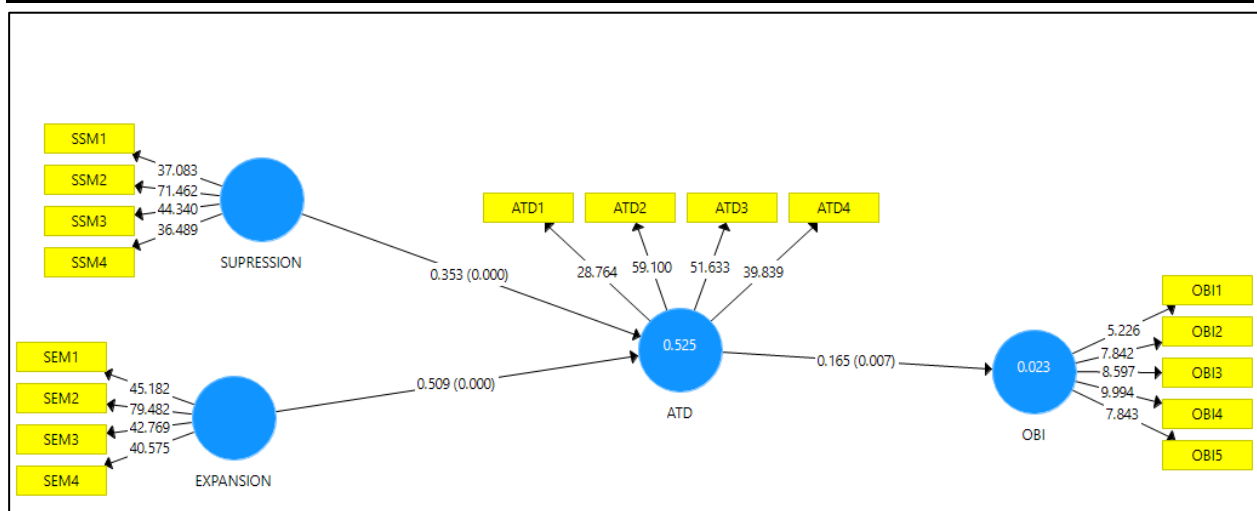 SSM1
SSM2
SSM3
SSM4
37.083
71.462
44.340
36.489
SUPRESSION
0.353 (0.000)
SEM1
SEM2
SEM3
SEM4
45.182
79.482
42.769
40.575
EXPANSION
0.509 (0.000)
ATD1
ATD2
ATD3
ATD4
28.764
59.100
51.633
39.839
0.525
ATD
0.165 (0.007)
0.023
OBI
5.226
7.842
8.597
9.994
7.843
OBI1
OBI2
OBI3
OBI4
OBI5